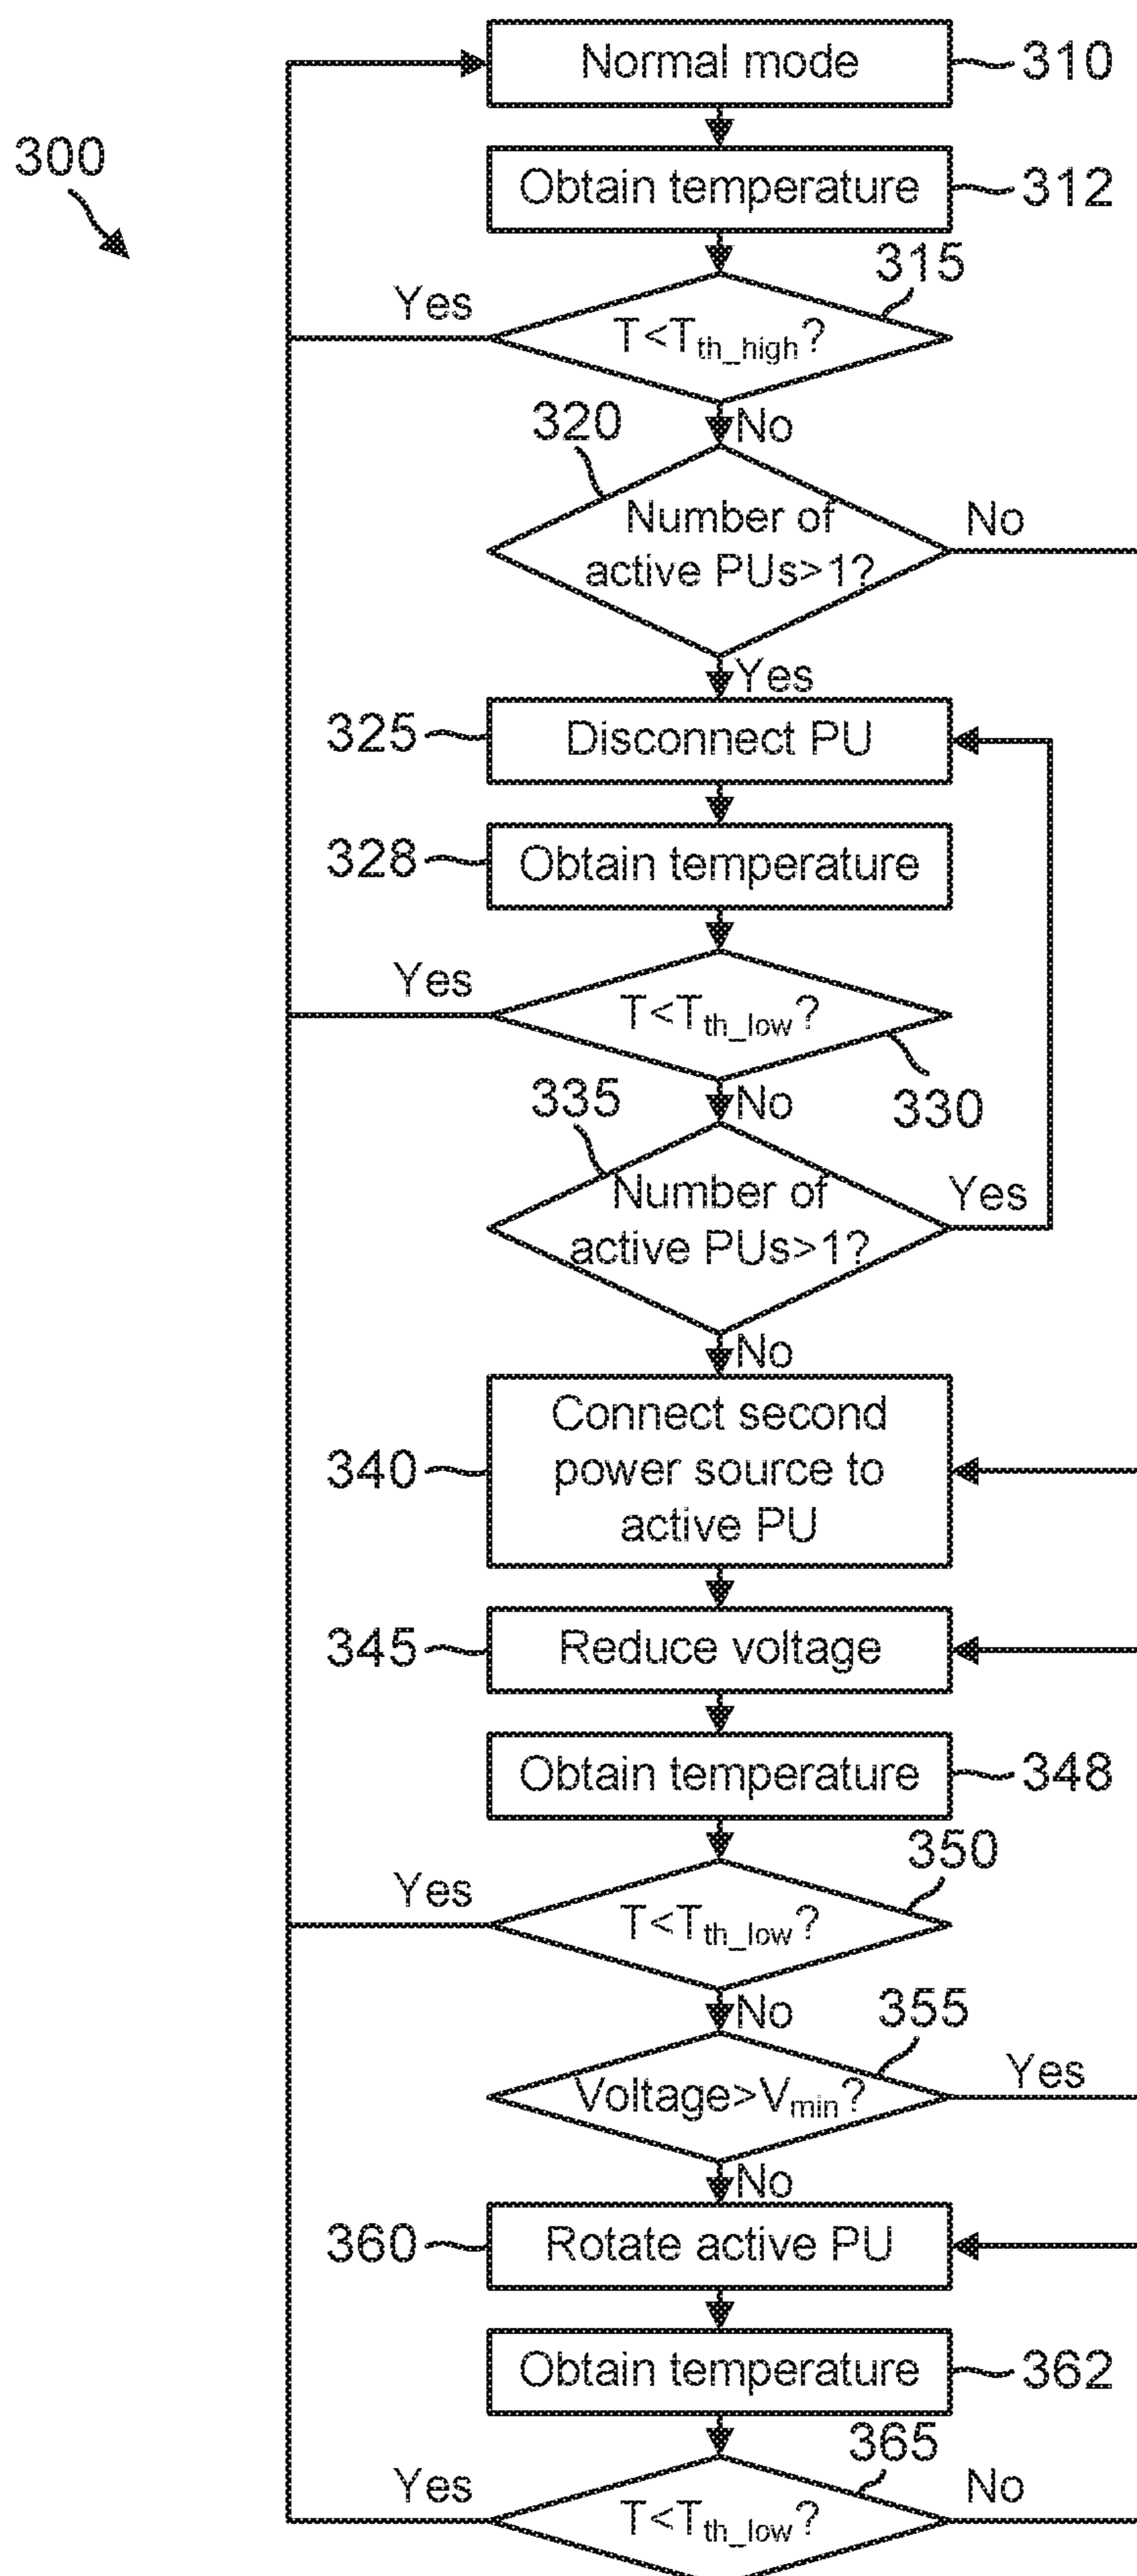 Normal mode
310
300
Obtain temperature
312
315
Yes
T<Tth_high?
No
320
Number of
active PUs>1?
No
Yes
325
Disconnect PU
328
Obtain temperature
Yes
T<Tth_low?
330
No
335
Number of
active PUs>1?
Yes
No
340
Connect second
power source to
active PU
345
Reduce voltage
Obtain temperature
348
350
Yes
T<Tth_low?
No
355
Voltage>Vmin?
Yes
No
360
Rotate active PU
Obtain temperature
362
365
Yes
T<Tth_low?
No